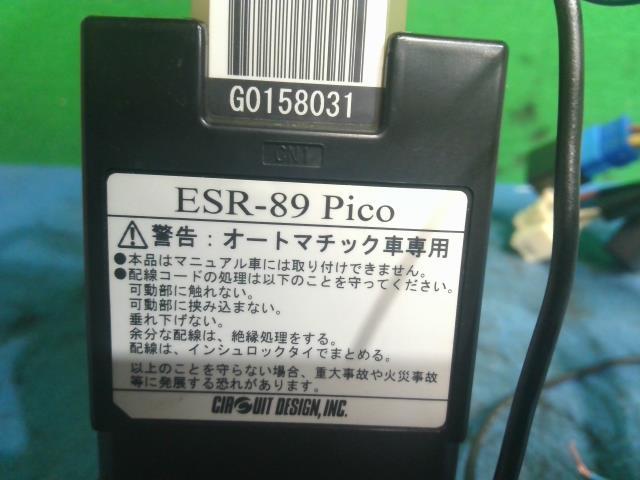 G0158031
CN1
ESR-89 Pico
警告：オートマチック車専用
●本品はマニュアル車には取り付けできません。
●配線コードの処理は以下のことを守ってください。
可動部に触れない。
可動部に挟み込まない。
垂れ下げない。
余分な配線は、絶縁処理をする。
配線は、インシュロックタイでまとめる。
以上のことを守らない場合、重大事故や火災事故
等に発展する恐れがあります。
CIRCUIT DESIGN, INC.